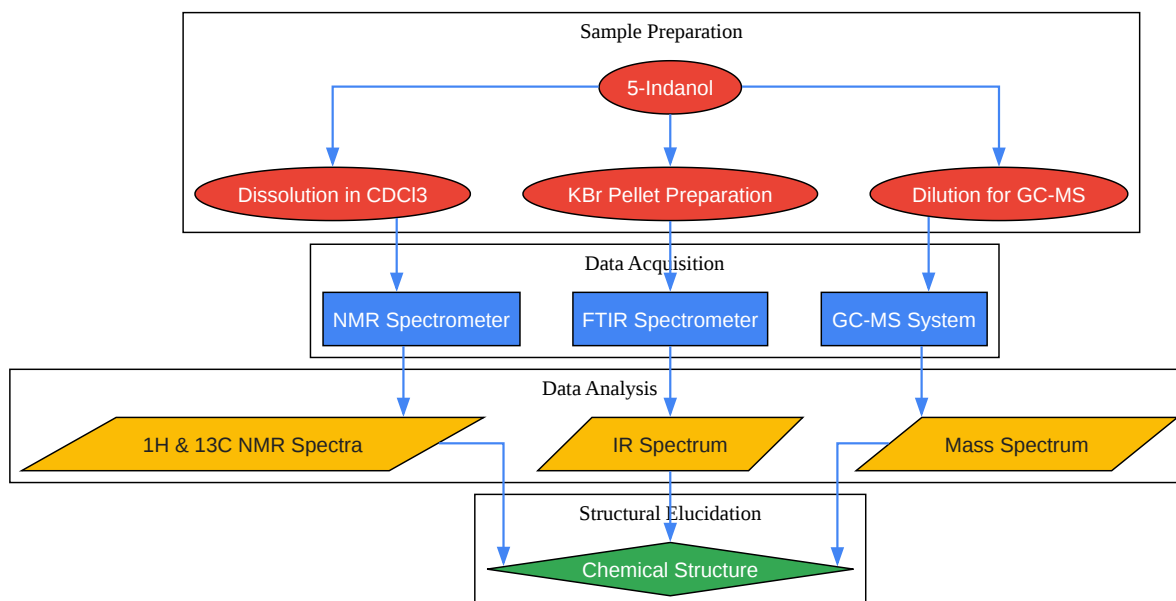 Sample Preparation
5-Indanol
Dissolution in CDCl3
KBr Pellet Preparation
Dilution for GC-MS
Data Acquisition
NMR Spectrometer
FTIR Spectrometer
GC-MS System
Data Analysis
1H & 13C NMR Spectra
IR Spectrum
Mass Spectrum
Structural Elucidation
Chemical Structure